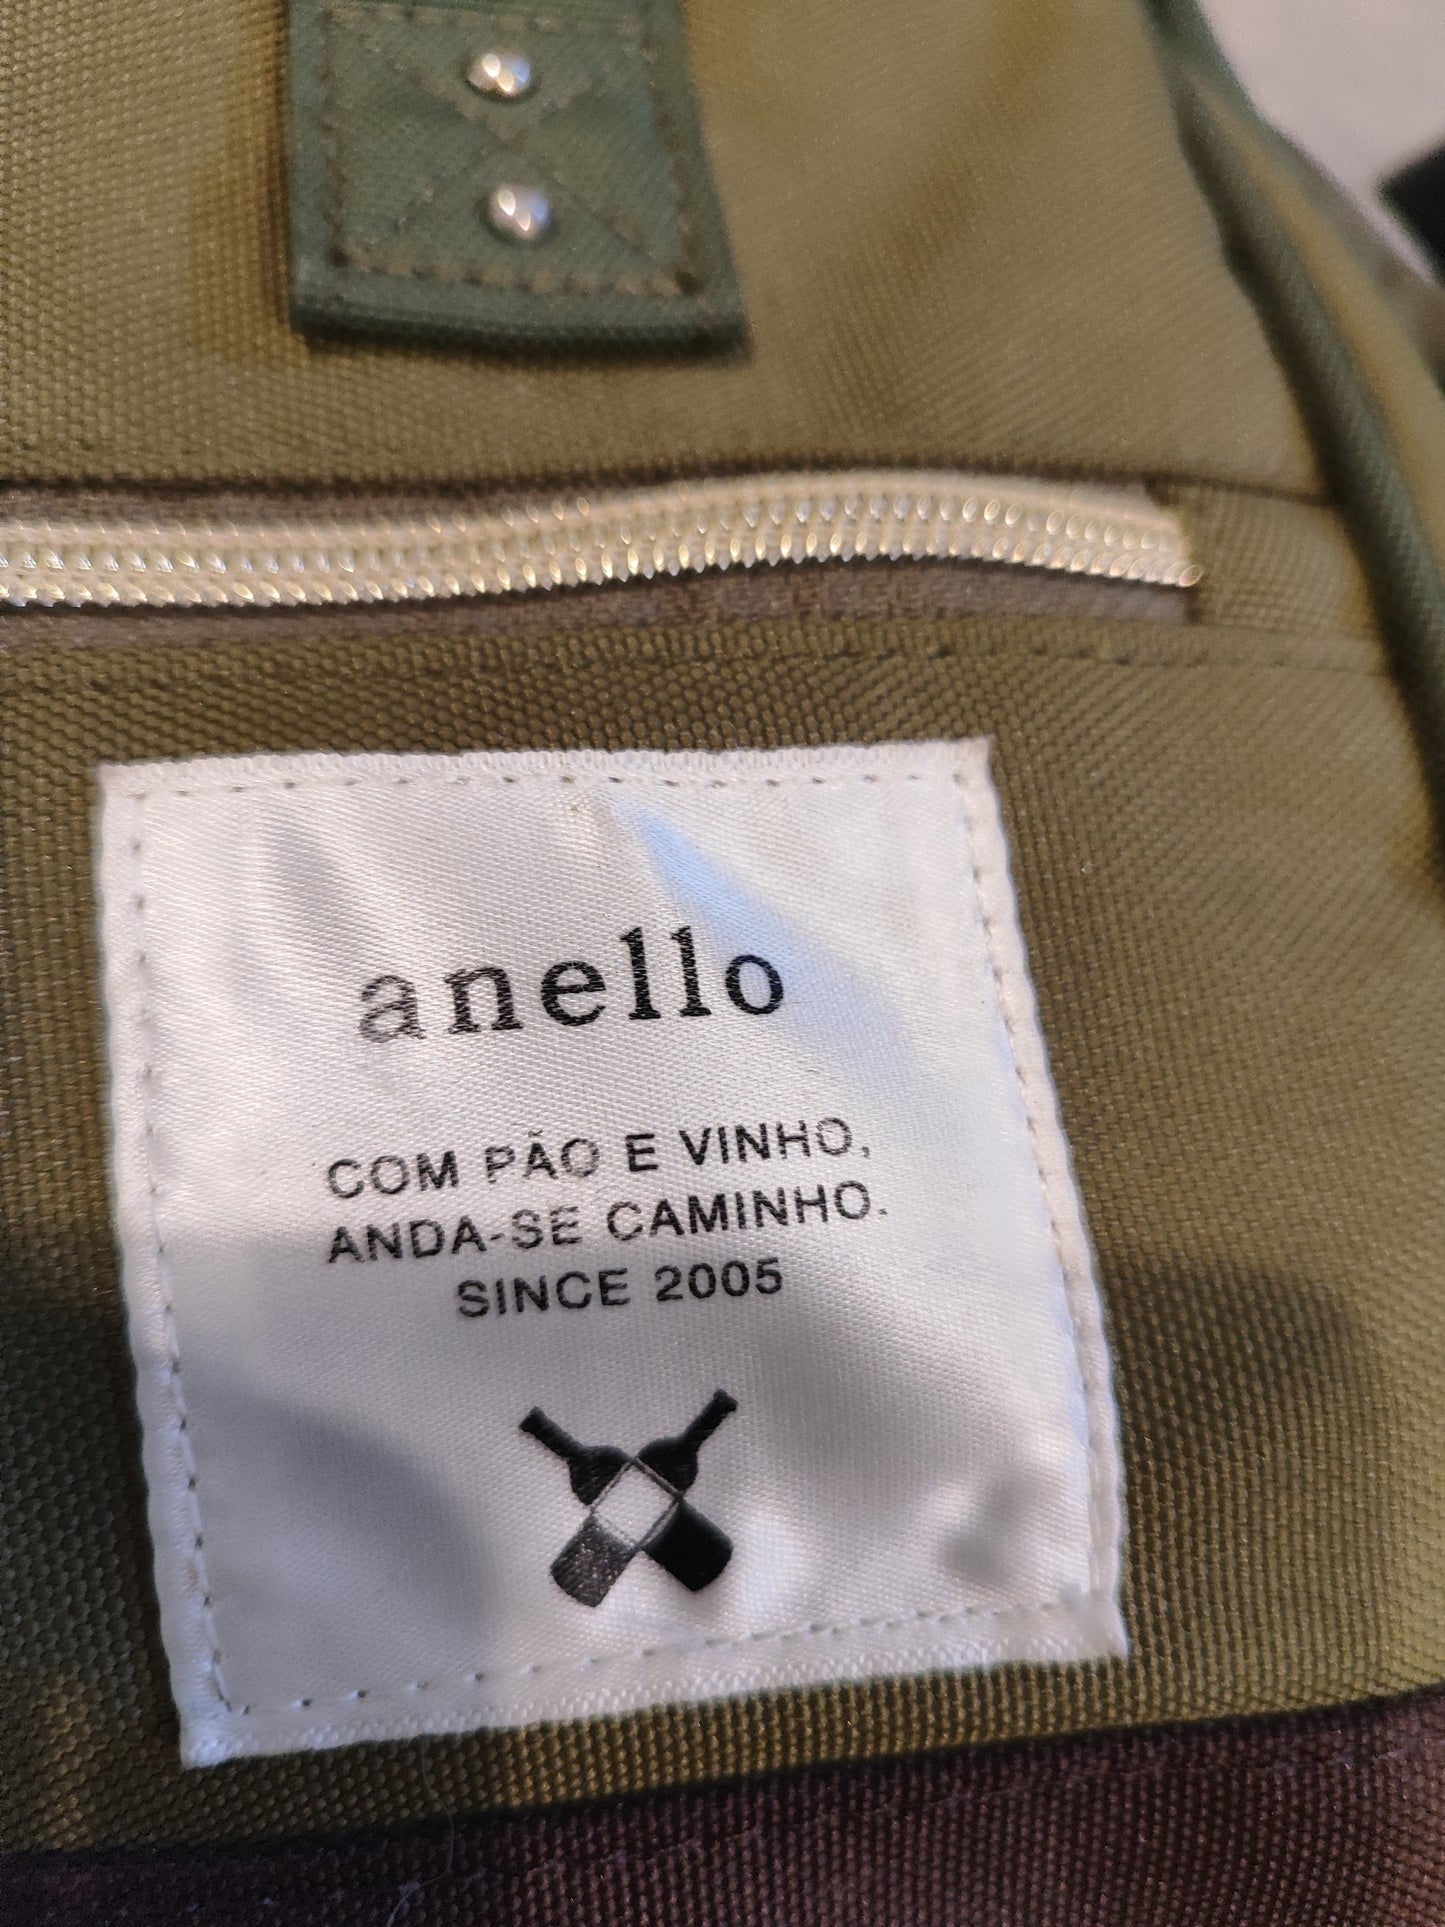 anello
COM PÃO E VINHO,
ANDA-SE CAMINHO.
SINCE 2005